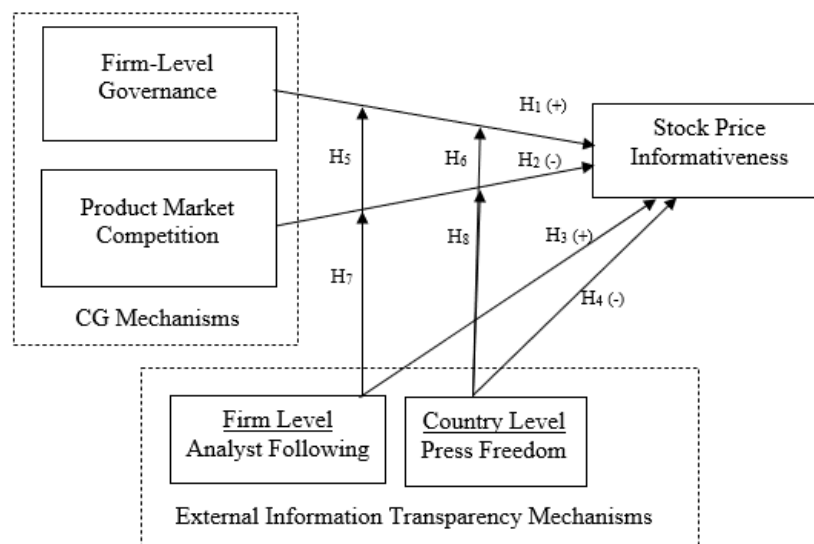 Firm-Level
Governance
Product Market
Competition
CG Mechanisms
H1 (+)
H5
H6
H2 (-)
Stock Price
Informativeness
H7
H8
H3 (+)
H4 (-)
Firm Level
Analyst Following
Country Level
Press Freedom
External Information Transparency Mechanisms